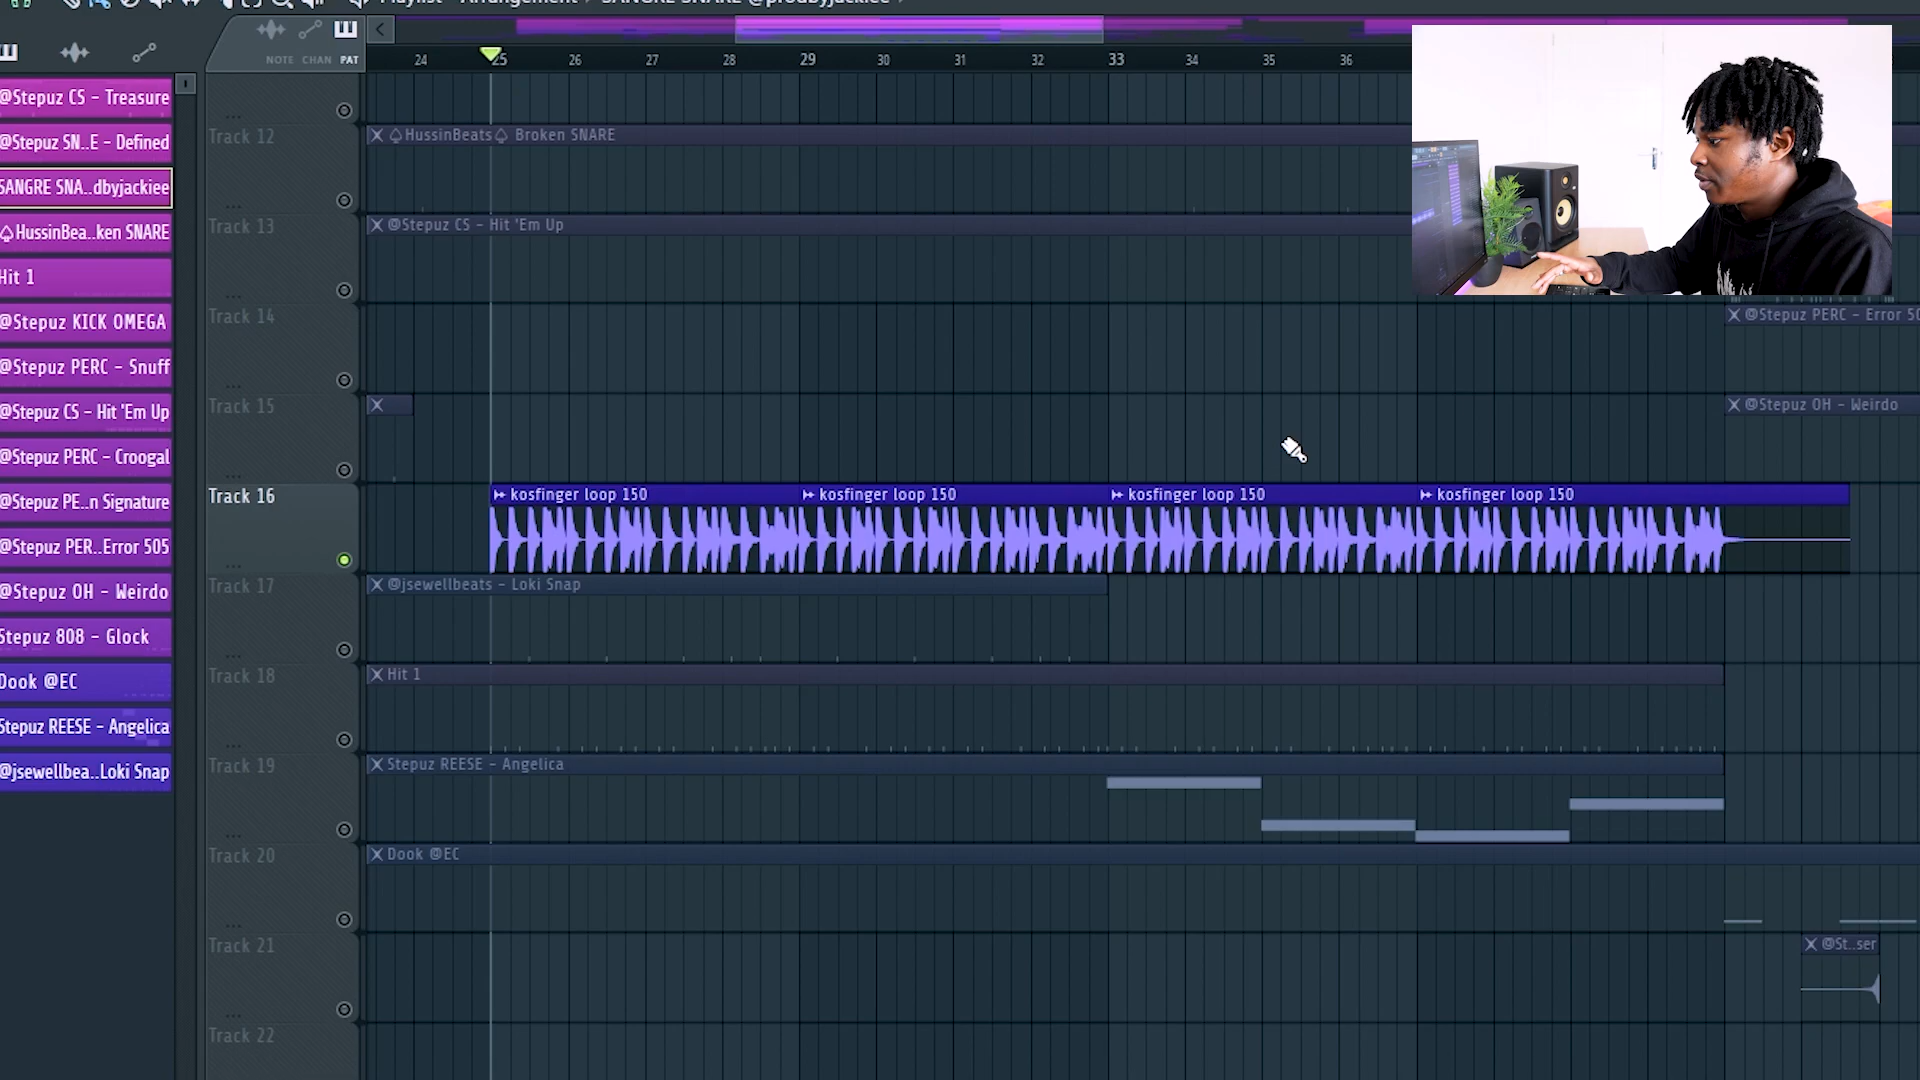 Playlist - Arrangement › SANGRE SNARE @prodbyjackiee ›
NOTE CHAN PAT
24 25 26 27 28 29 30 31 32 33 34 35 36
@Stepuz CS - Treasure
@Stepuz SN..E - Defined
SANGRE SNA..dbyjackiee
♤HussinBea..ken SNARE
Hit 1
@Stepuz KICK OMEGA
@Stepuz PERC - Snuff
@Stepuz CS - Hit 'Em Up
@Stepuz PERC - Croogal
@Stepuz PE..n Signature
@Stepuz PER..Error 505
@Stepuz OH - Weirdo
Stepuz 808 - Glock
Dook @EC
Stepuz REESE - Angelica
@jsewellbea..Loki Snap
Track 12
♤HussinBeats♤ Broken SNARE
Track 13
@Stepuz CS - Hit 'Em Up
Track 14
@Stepuz PERC - Error 50
Track 15
@Stepuz OH - Weirdo
Track 16
kosfinger loop 150 kosfinger loop 150 kosfinger loop 150 kosfinger loop 150
Track 17
@jsewellbeats - Loki Snap
Track 18
Hit 1
Track 19
Stepuz REESE - Angelica
Track 20
Dook @EC
Track 21
@St..ser
Track 22